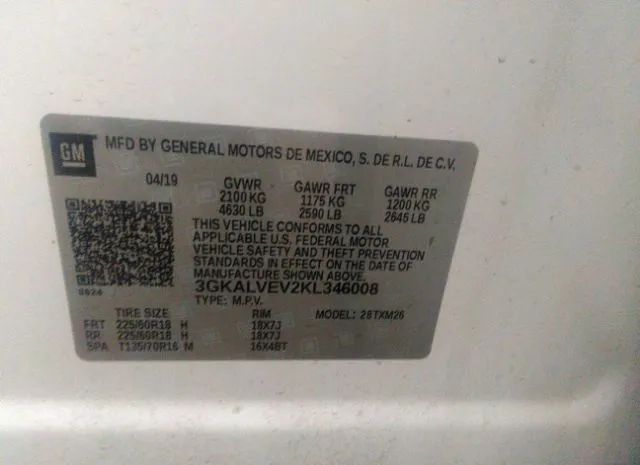 GM
MFD BY GENERAL MOTORS DE MEXICO, S. DE R.L. DE C.V.
04/19 GVWR GAWR FRT GAWR RR
2100 KG 1175 KG 1200 KG
4630 LB 2590 LB 2645 LB
THIS VEHICLE CONFORMS TO ALL
APPLICABLE U.S. FEDERAL MOTOR
VEHICLE SAFETY AND THEFT PREVENTION
STANDARDS IN EFFECT ON THE DATE OF
MANUFACTURE SHOWN ABOVE.
3GKALVEV2KL346008
TYPE: M.P.V.
TIRE SIZE RIM MODEL: 26TXM26
FRT 225/60R18 H 18X7J
RR 225/60R18 H 18X7J
SPA T135/70R16 M 16X4BT